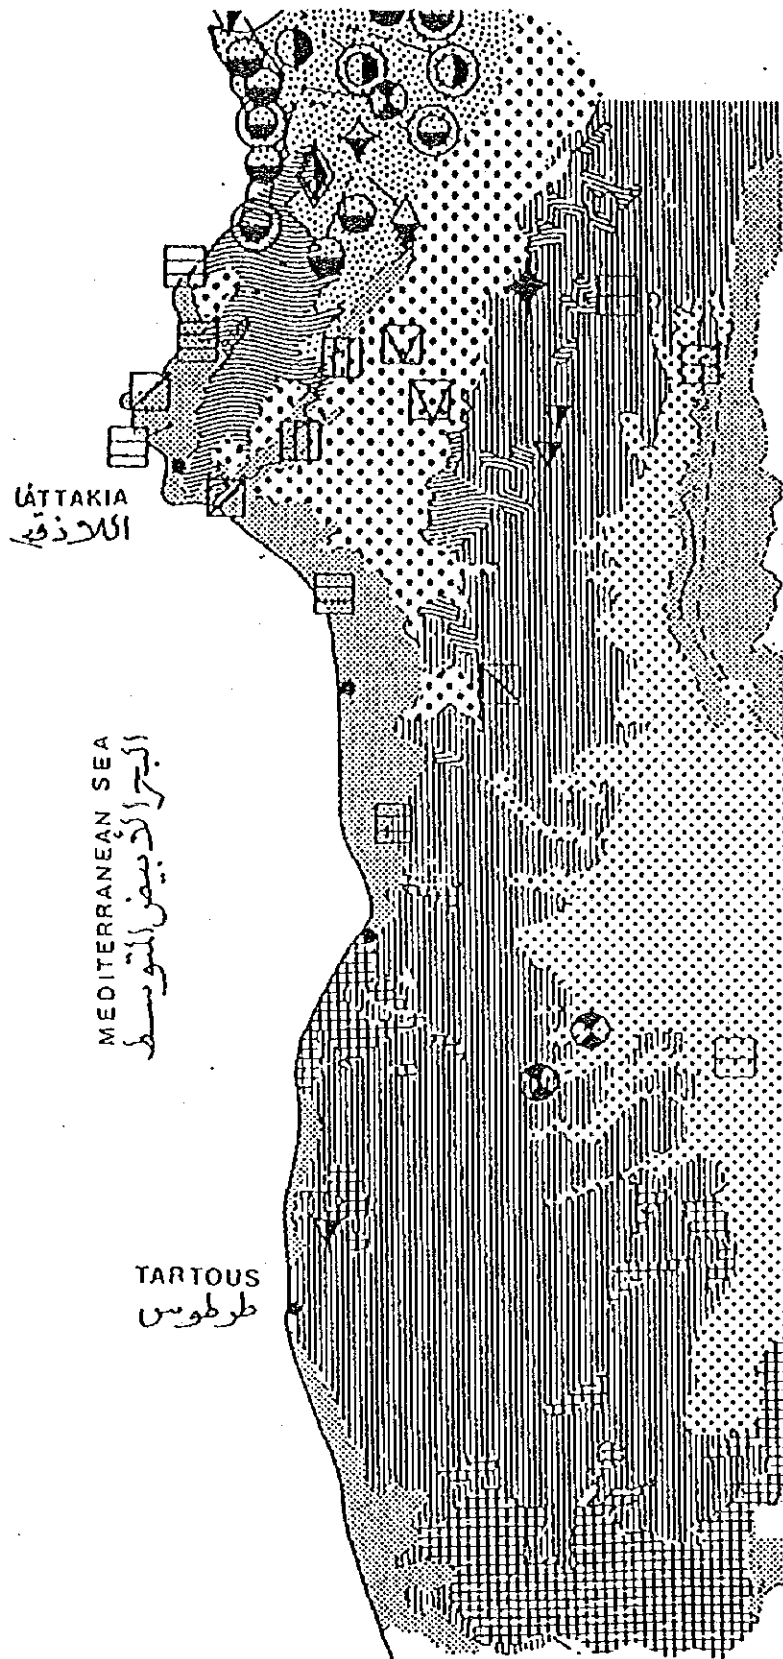 LATTAKIA
اللاذقية
MEDITERRANEAN SEA
البحر الأبيض المتوسط
TARTOUS
طرطوس